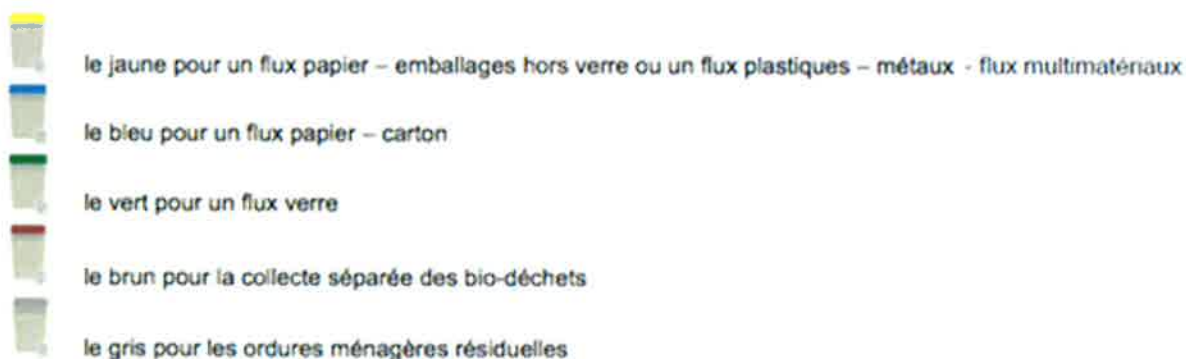 le jaune pour un flux papier – emballages hors verre ou un flux plastiques – métaux - flux multimatériaux
le bleu pour un flux papier – carton
le vert pour un flux verre
le brun pour la collecte séparée des bio-déchets
le gris pour les ordures ménagères résiduelles